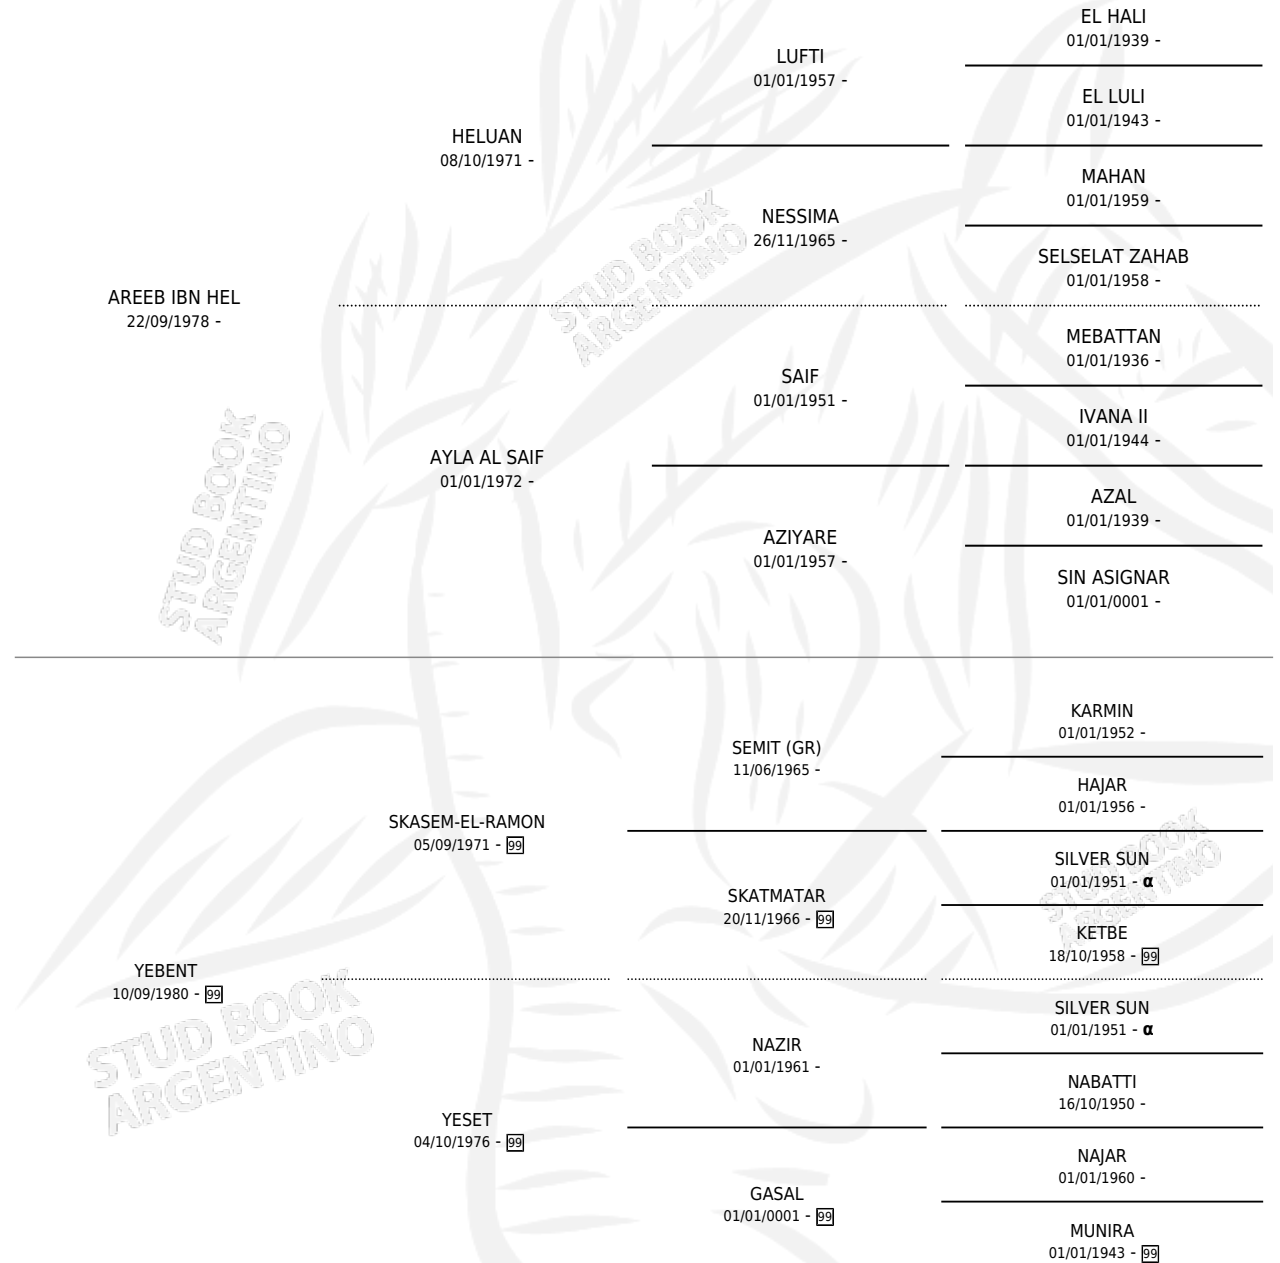 EL HALI
01/01/1939 -
LUFTI
01/01/1957 -
EL LULI
01/01/1943 -
HELUAN
08/10/1971 -
MAHAN
01/01/1959 -
NESSIMA
26/11/1965 -
SELSELAT ZAHAB
01/01/1958 -
AREEB IBN HEL
22/09/1978 -
MEBATTAN
01/01/1936 -
SAIF
01/01/1951 -
IVANA II
01/01/1944 -
AYLA AL SAIF
01/01/1972 -
AZAL
01/01/1939 -
AZIYARE
01/01/1957 -
SIN ASIGNAR
01/01/0001 -
KARMIN
01/01/1952 -
SEMIT (GR)
11/06/1965 -
HAJAR
01/01/1956 -
SKASEM-EL-RAMON
05/09/1971 - 99
SILVER SUN
01/01/1951 - α
SKATMATAR
20/11/1966 - 99
KETBE
18/10/1958 - 99
YEBENT
10/09/1980 - 99
SILVER SUN
01/01/1951 - α
NAZIR
01/01/1961 -
NABATTI
16/10/1950 -
YESET
04/10/1976 - 99
NAJAR
01/01/1960 -
GASAL
01/01/0001 - 99
MUNIRA
01/01/1943 - 99
STUD BOOK
ARGENTINO
STUD BOOK
ARGENTINO
STUD BOOK
ARGENTINO
STUD BOOK
ARGENTINO